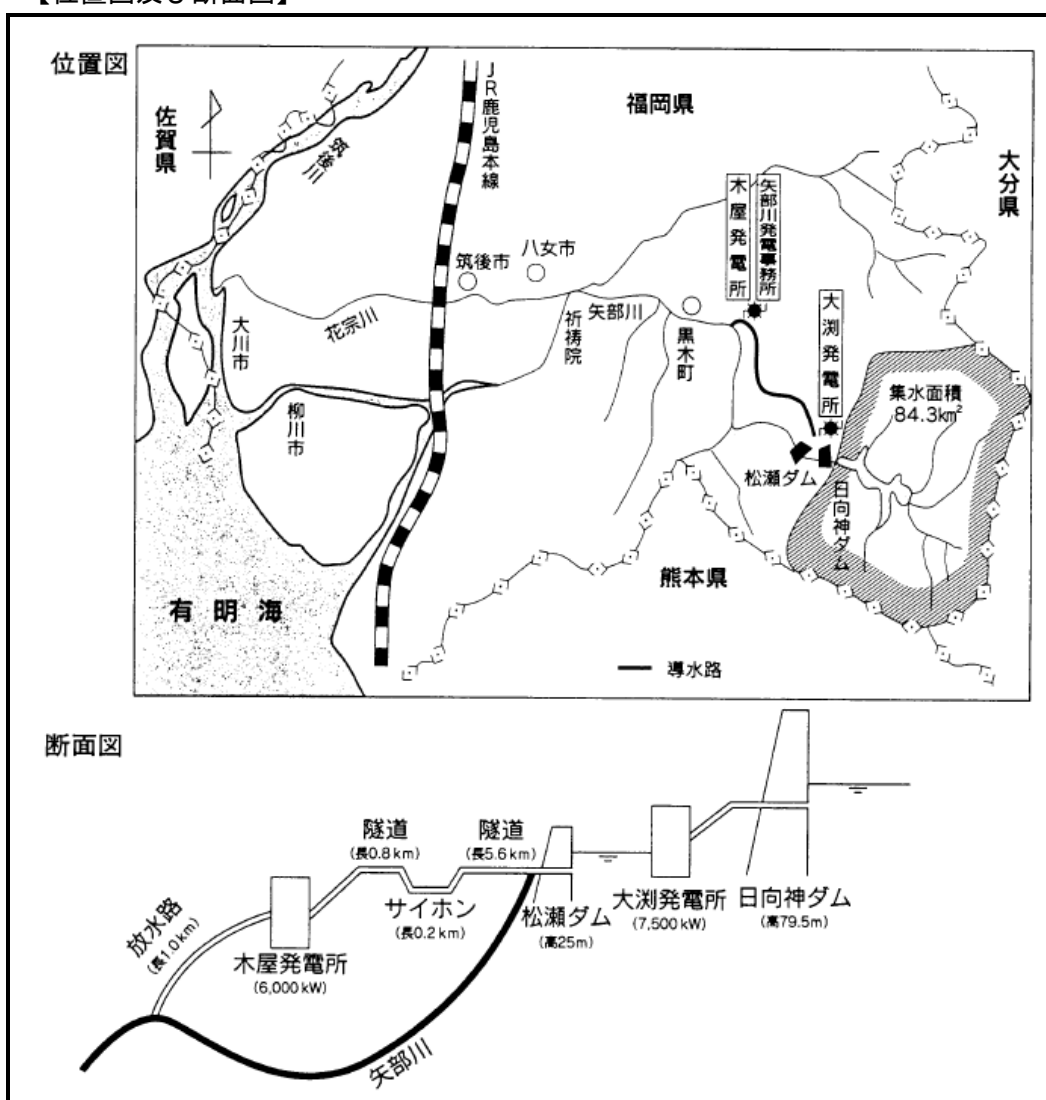 【位置図及び断面図】
位置図
佐賀県
筑後川
JR鹿児島本線
福岡県
大分県
木屋発電所
矢部川発電事務所
大渕発電所
筑後市
八女市
花宗川
矢部川
祈祷院
黒木町
大川市
柳川市
集水面積
84.3km²
松瀬ダム
日向神ダム
熊本県
有明海
導水路
断面図
隧道
(長0.8km)
隧道
(長5.6km)
サイホン
(長0.2km)
放水路
(長1.0km)
木屋発電所
(6,000kW)
松瀬ダム
(高25m)
大渕発電所
(7,500kW)
日向神ダム
(高79.5m)
矢部川